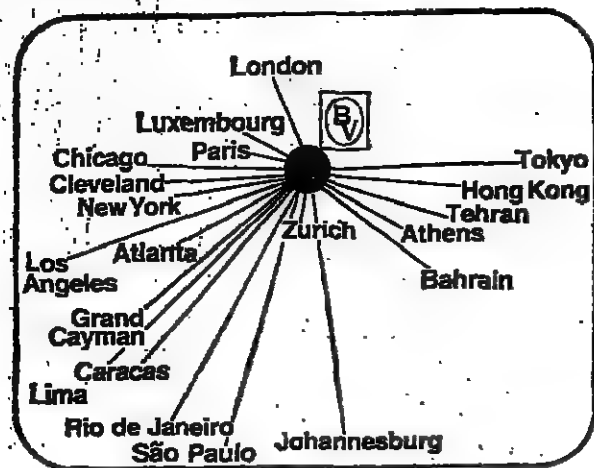 London
BV
Luxembourg
Paris
Chicago
Tokyo
Cleveland
Hong Kong
New York
Tehran
Zurich
Athens
Atlanta
Los
Angeles
Bahrain
Grand
Cayman
Caracas
Lima
Rio de Janeiro
São Paulo
Johannesburg